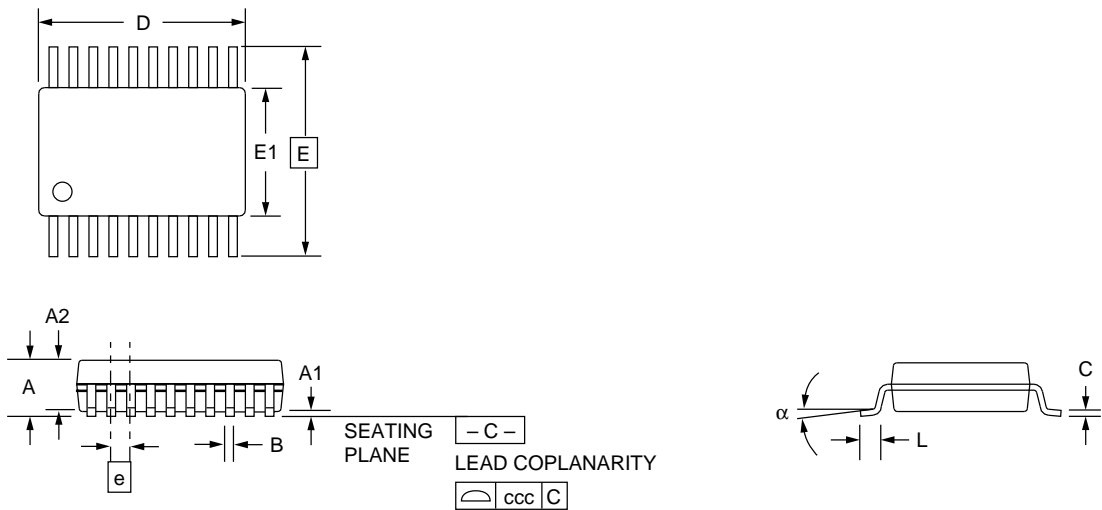 D
E1
E
A2
A
A1
B
e
SEATING
PLANE
– C –
LEAD COPLANARITY
ccc C
α
L
C